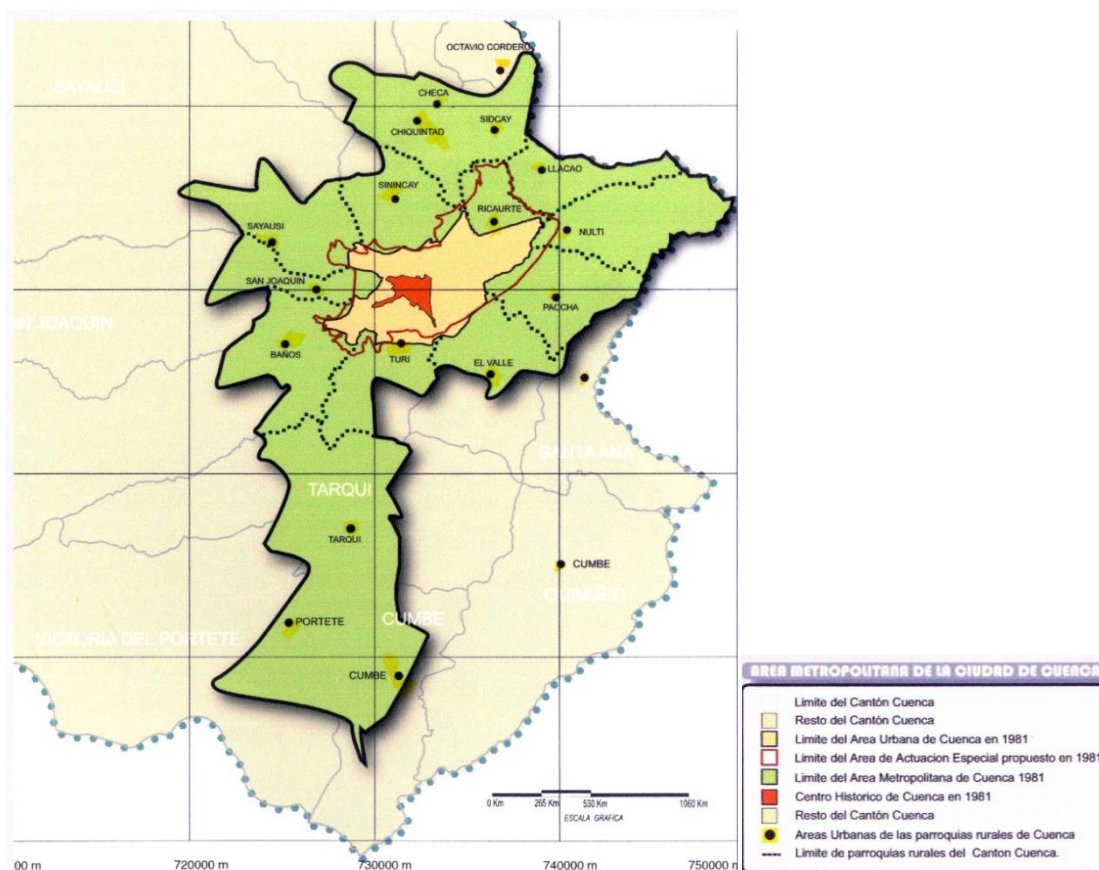 OCTAVIO CORDERO
SAYAUSI
CHECA
CHIQUINTAD
SIDCAY
LLACAO
SININCAY
RICAURTE
SAYAUSI
NULTI
SAN JOAQUIN
PACCHA
AN JOAQUIN
BAÑOS
TURI
EL VALLE
SANTA ANA
TARQUI
TARQUI
CUMBE
QUINGEO
PORTETE
CUMBE
VICTORIA DEL PORTETE
CUMBE
0 Km 265 Km 530 Km 1060 Km
ESCALA GRAFICA
00 m 720000 m 730000 m 740000 m 750000 m
AREA METROPOLITANA DE LA CIUDAD DE CUENCA
Limite del Cantón Cuenca
Resto del Cantón Cuenca
Limite del Area Urbana de Cuenca en 1981
Limite del Area de Actuacion Especial propuesto en 1981
Limite del Area Metropolitana de Cuenca 1981
Centro Historico de Cuenca en 1981
Resto del Cantón Cuenca
Areas Urbanas de las parroquias rurales de Cuenca
Limite de parroquias rurales del Canton Cuenca.